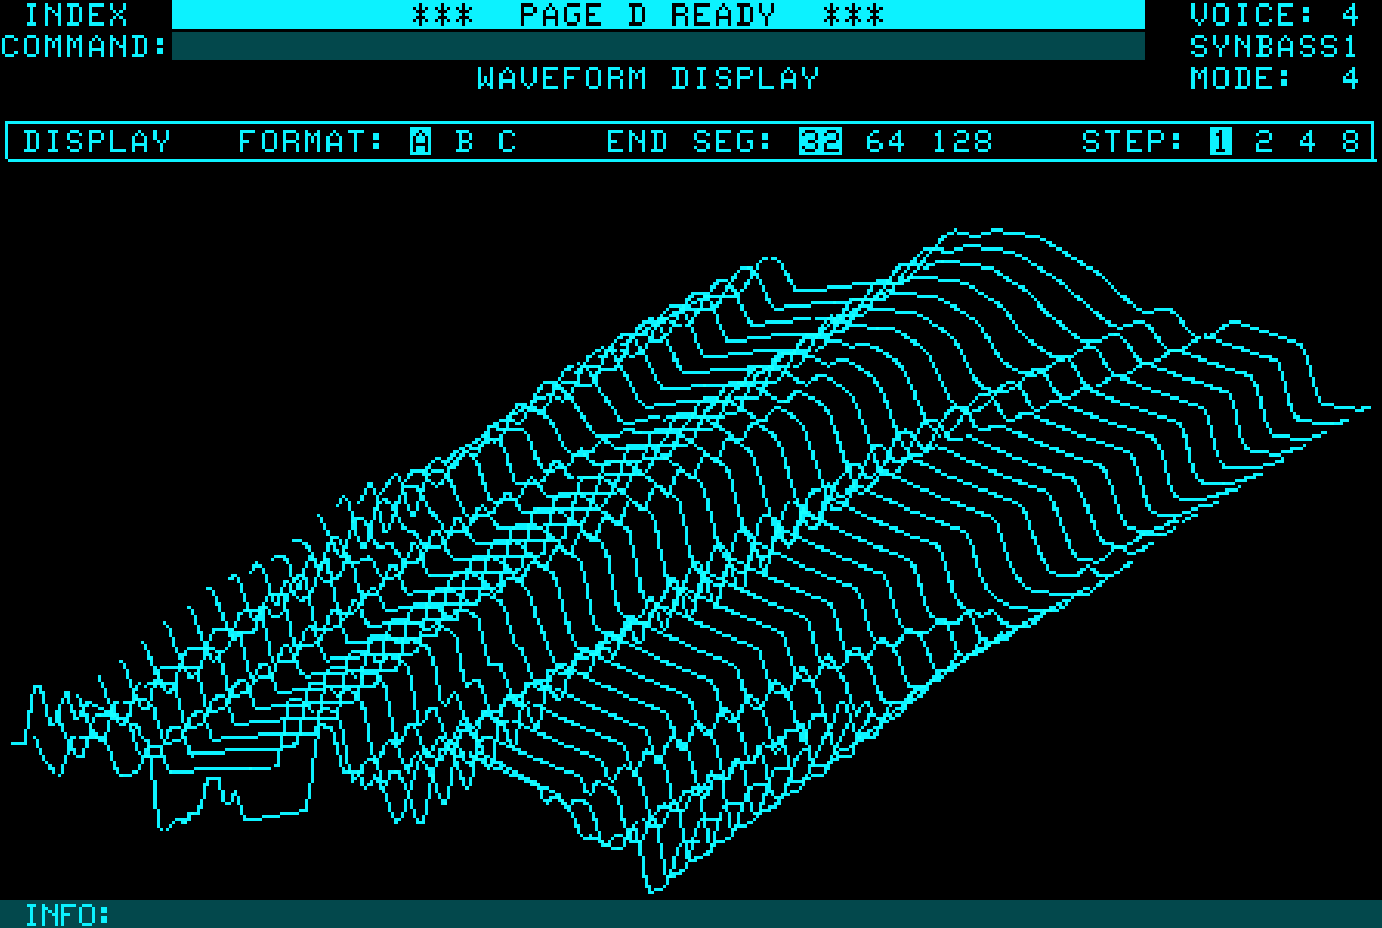 INDEX *** PAGE D READY *** VOICE: 4
COMMAND: SYNBASS1
WAVEFORM DISPLAY MODE: 4
DISPLAY FORMAT: A B C END SEG: 32 64 128 STEP: 1 2 4 8
INFO: